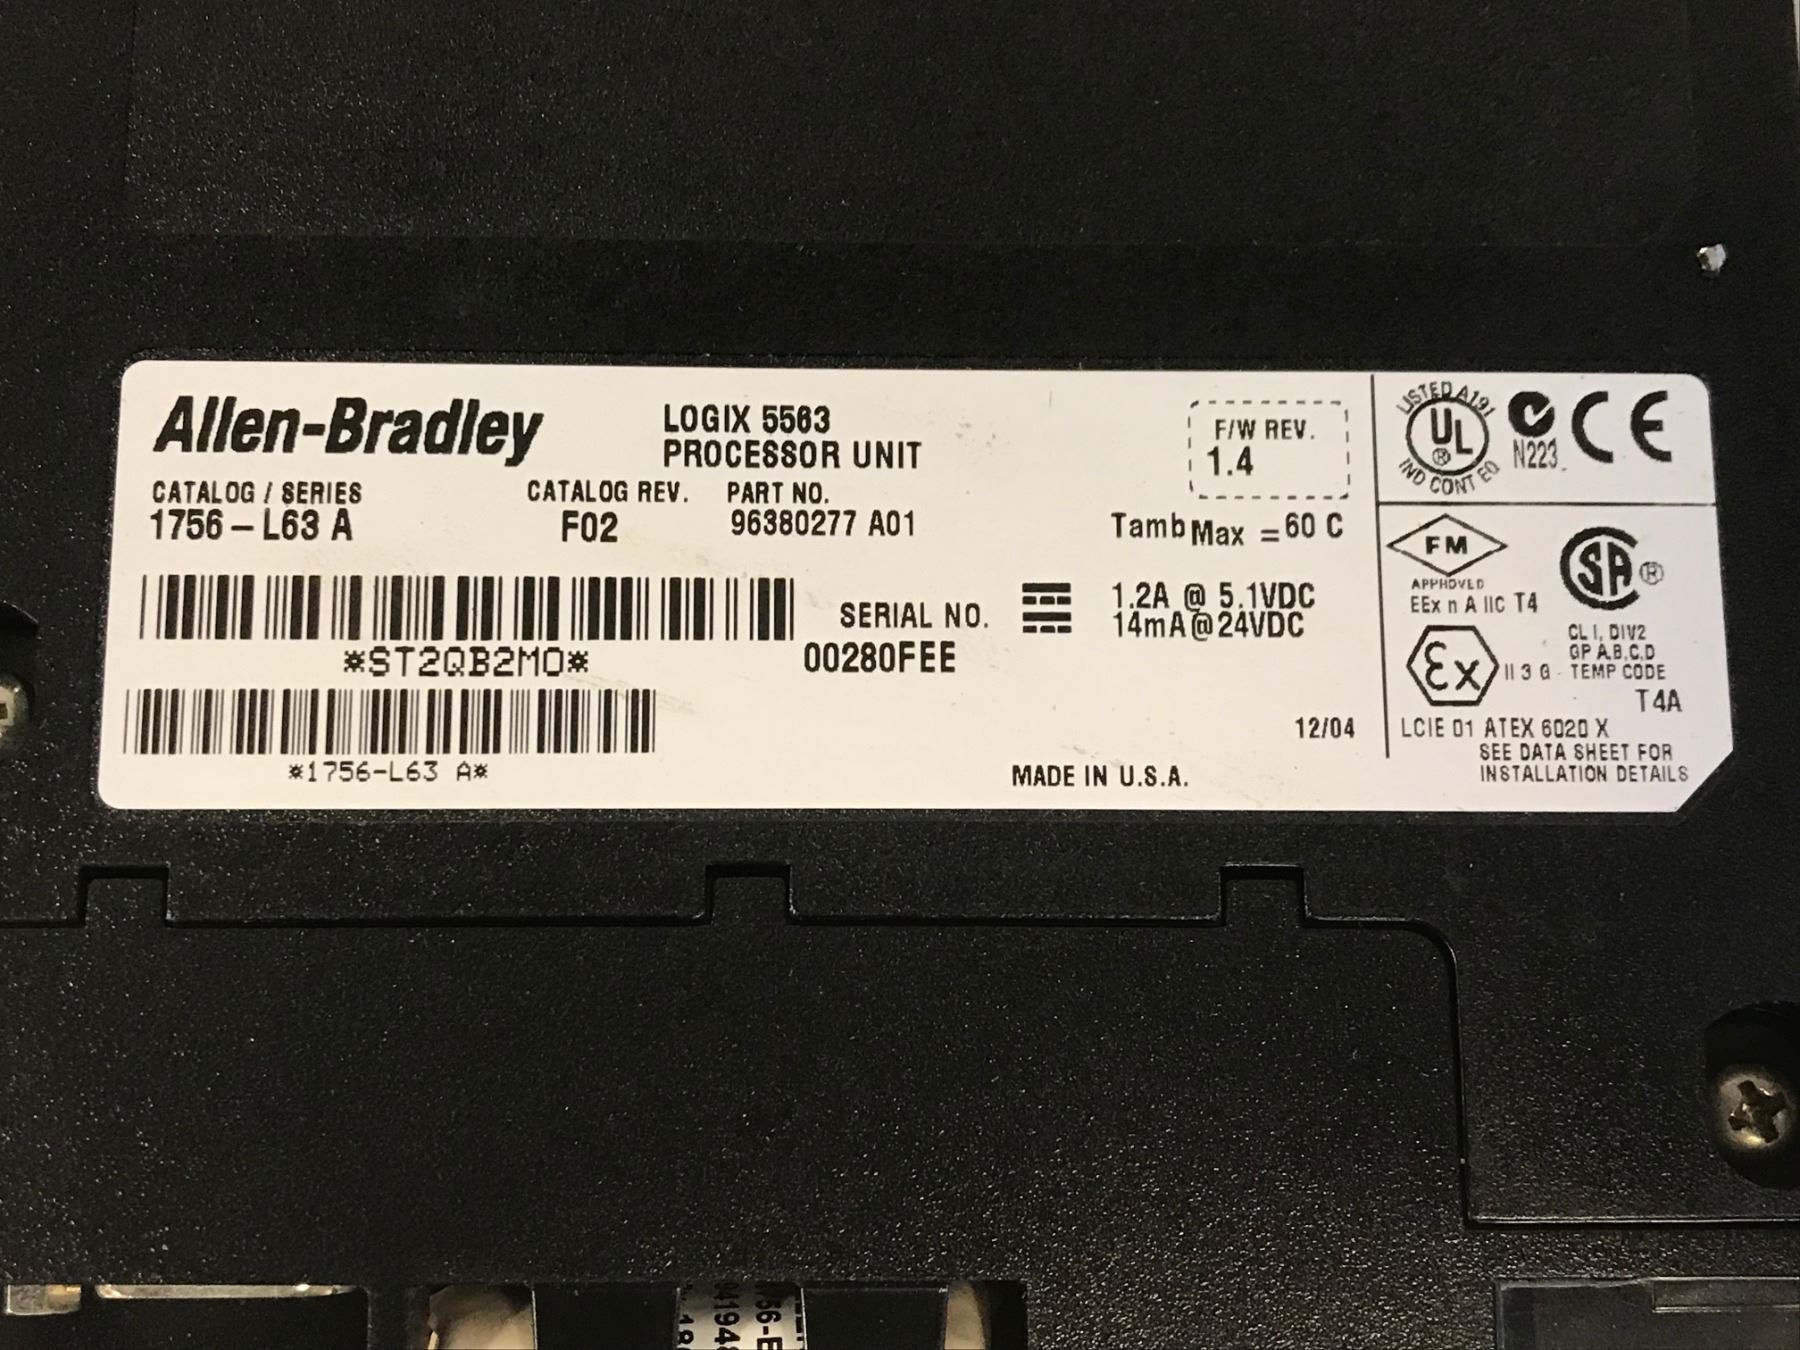 Allen-Bradley
LOGIX 5563
PROCESSOR UNIT
F/W REV.
1.4
CATALOG / SERIES
1756-L63 A
CATALOG REV.
F02
PART NO.
96380277 A01
Tamb Max = 60 C
*ST2QB2M0*
SERIAL NO.
00280FEE
1.2A @ 5.1VDC
14mA@24VDC
*1756-L63 A*
12/04
MADE IN U.S.A.
LISTED A191
UL
®
IND CONT EQ
N223
CE
FM
APPROVED
EEx n A IIC T4
SA ®
CL I, DIV2
GP A,B,C,D
TEMP CODE
T4A
Ex II 3 G
LCIE 01 ATEX 6020 X
SEE DATA SHEET FOR
INSTALLATION DETAILS